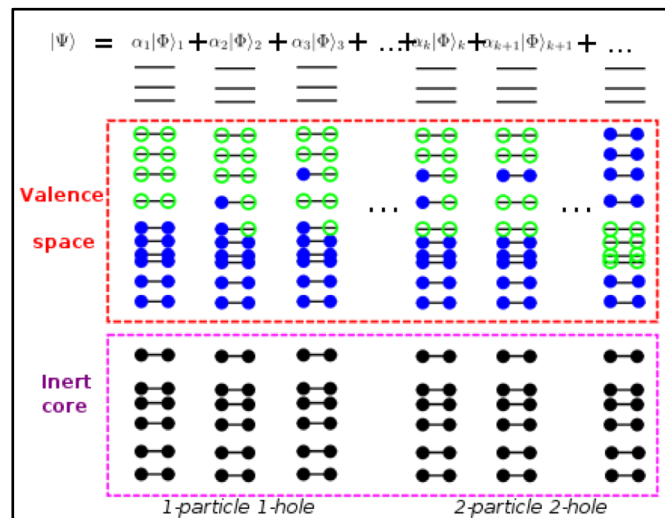 |Ψ⟩ = α₁|Φ⟩₁ + α₂|Φ⟩₂ + α₃|Φ⟩₃ + ...+ αₖ|Φ⟩ₖ + αₖ₊₁|Φ⟩ₖ₊₁ + ...
Valence
space
... ...
Inert
core
1-particle 1-hole 2-particle 2-hole